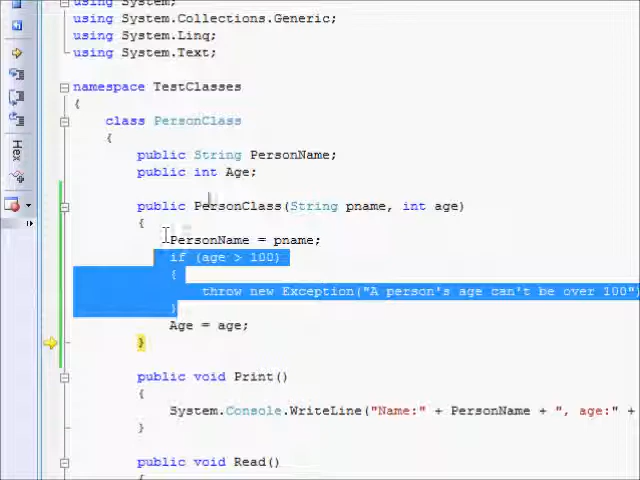 using System;
using System.Collections.Generic;
using System.Linq;
using System.Text;
namespace TestClasses
{
class PersonClass
{
public String PersonName;
public int Age;
public PersonClass(String pname, int age)
{
PersonName = pname;
if (age > 100)
{
throw new Exception("A person's age can't be over 100")
}
Age = age;
}
public void Print()
{
System.Console.WriteLine("Name:" + PersonName + ", age:" +
}
public void Read()
{
Hex